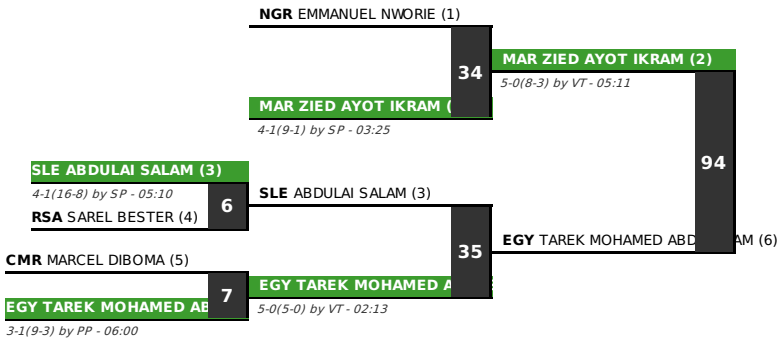 NGR EMMANUEL NWORIE (1)
34
MAR ZIED AYOT IKRAM (2)
5-0(8-3) by VT - 05:11
MAR ZIED AYOT IKRAM (
4-1(9-1) by SP - 03:25
94
SLE ABDULAI SALAM (3)
4-1(16-8) by SP - 05:10
6
RSA SAREL BESTER (4)
SLE ABDULAI SALAM (3)
35
EGY TAREK MOHAMED ABD AM (6)
CMR MARCEL DIBOMA (5)
7
EGY TAREK MOHAMED A
5-0(5-0) by VT - 02:13
EGY TAREK MOHAMED AB
3-1(9-3) by PP - 06:00